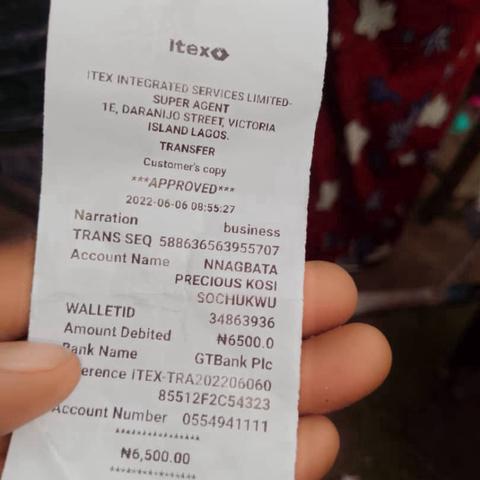 Itex
ITEX INTEGRATED SERVICES LIMITED-
SUPER AGENT
1E, DARANIJO STREET, VICTORIA
ISLAND LAGOS.
TRANSFER
Customer's copy
***APPROVED***
2022-06-06 08:55:27
Narration business
TRANS SEQ 588636563955707
Account Name NNAGBATA
PRECIOUS KOSI
SOCHUKWU
WALLETID 34863936
Amount Debited ₦6500.0
Bank Name GTBank Plc
erence ITEX-TRA202206060
85512F2C54323
Account Number 0554941111
***************
₦6,500.00
***************